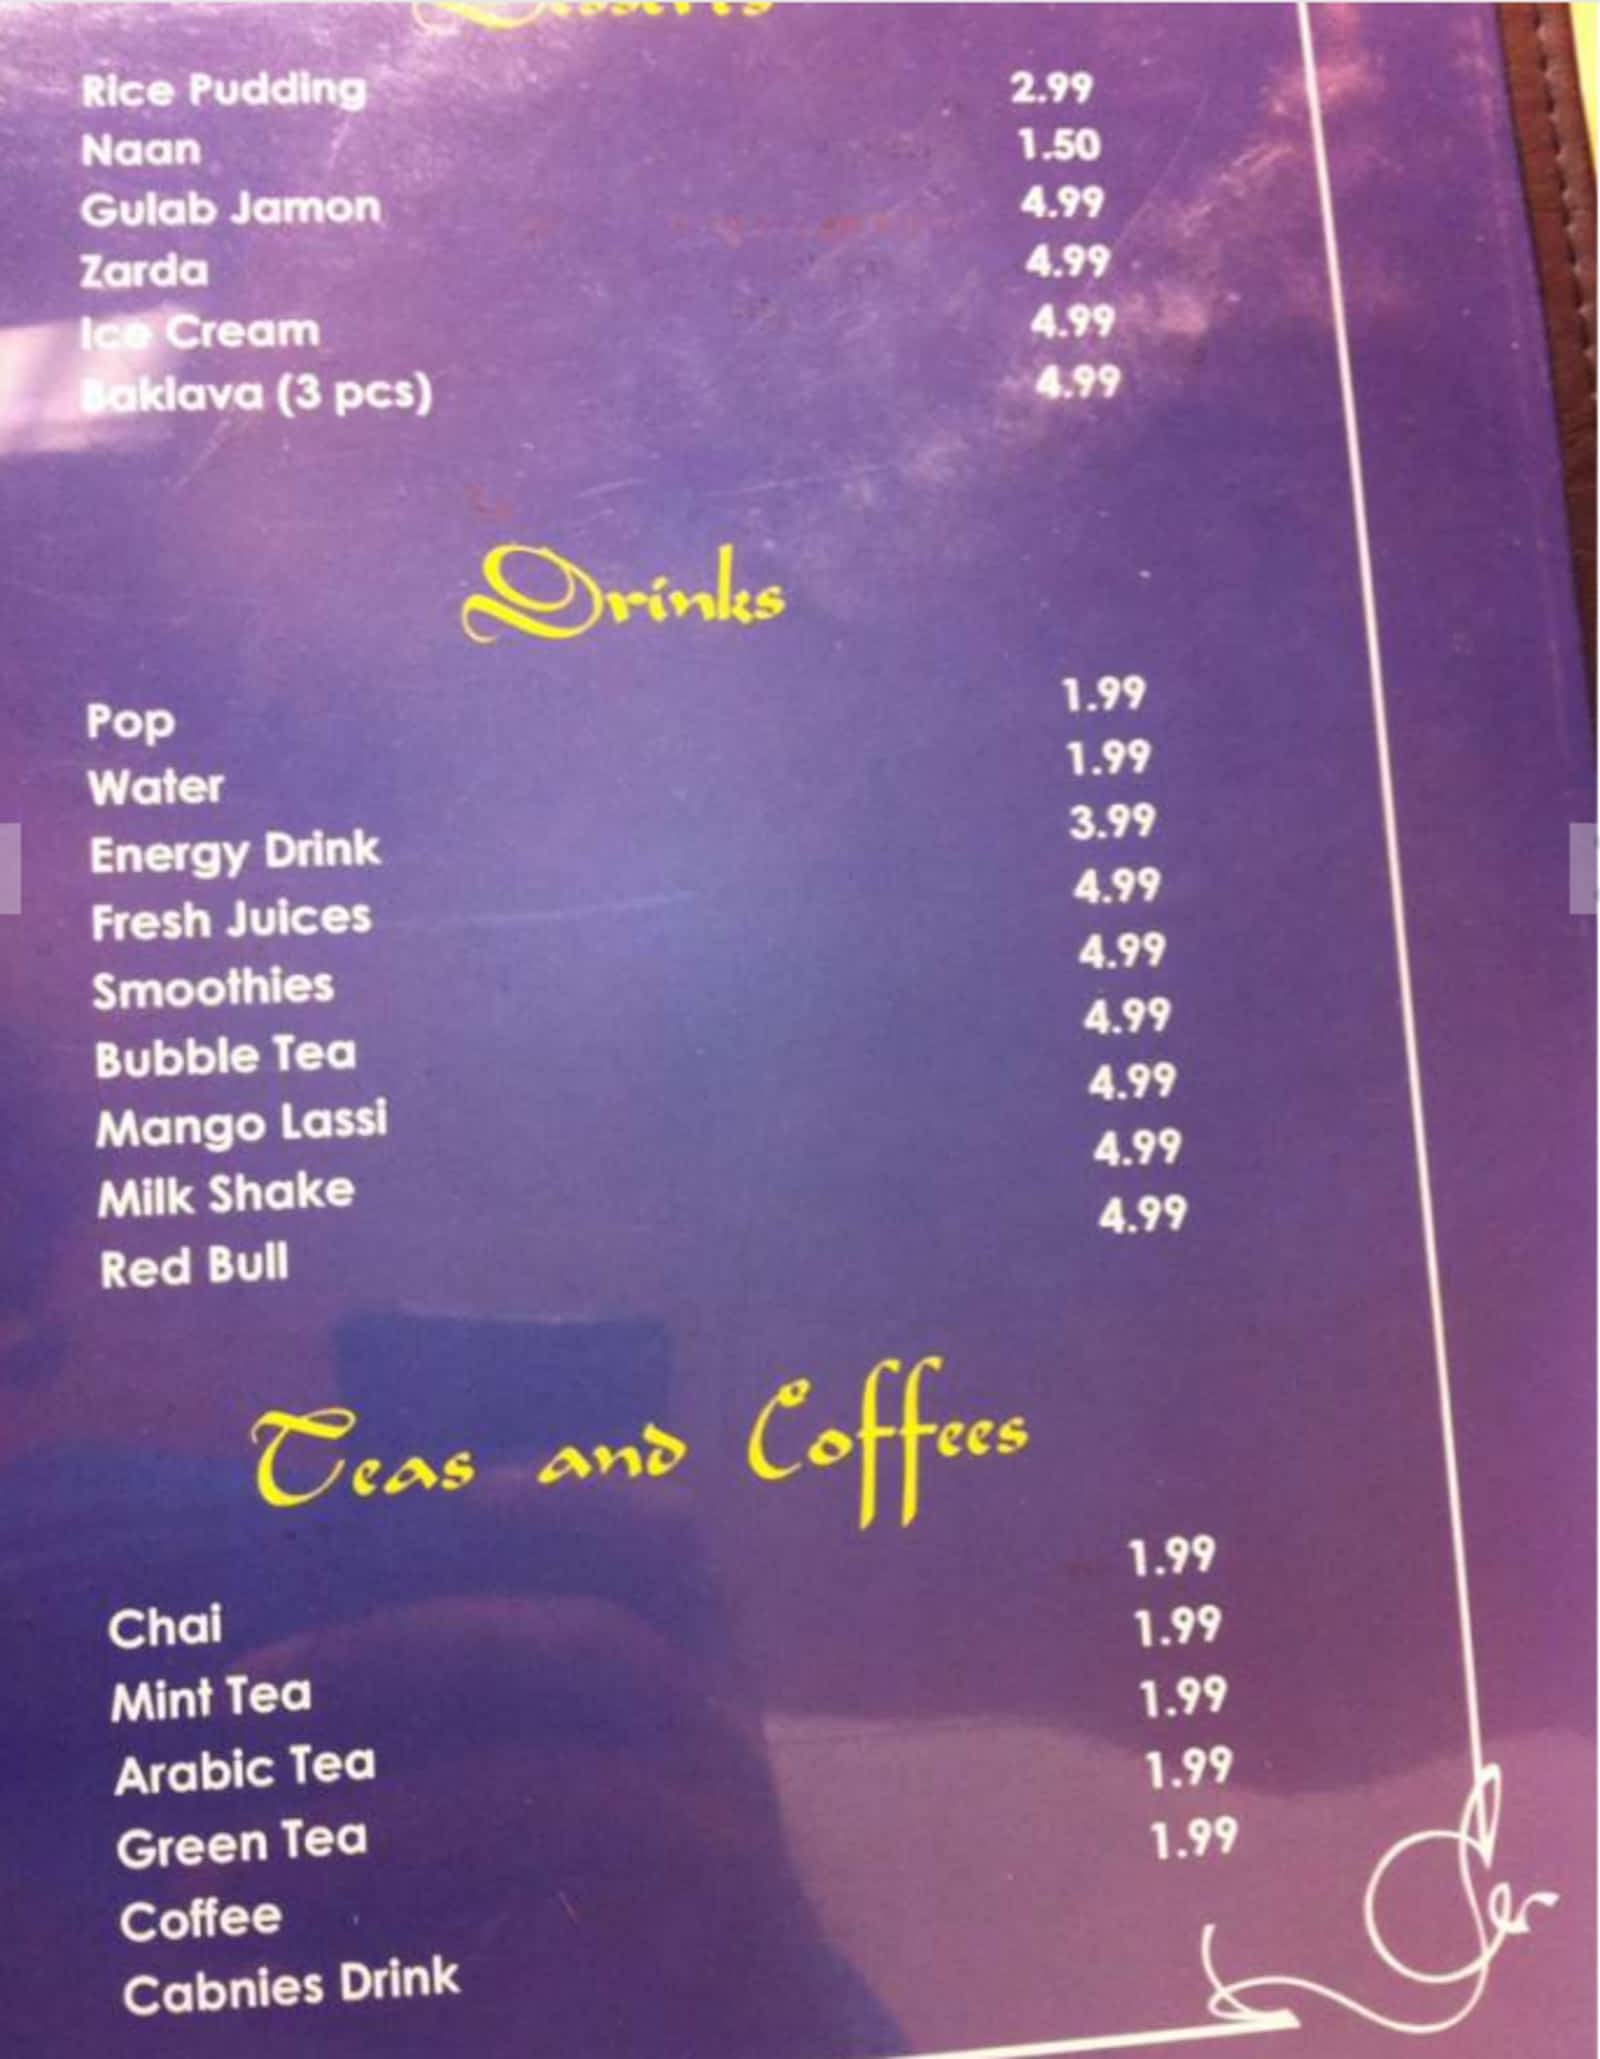 Desserts
Rice Pudding 2.99
Naan 1.50
Gulab Jamon 4.99
Zarda 4.99
Ice Cream 4.99
Baklava (3 pcs) 4.99
Drinks
Pop 1.99
Water 1.99
Energy Drink 3.99
Fresh Juices 4.99
Smoothies 4.99
Bubble Tea 4.99
Mango Lassi 4.99
Milk Shake 4.99
Red Bull 4.99
Teas and Coffees
Chai 1.99
Mint Tea 1.99
Arabic Tea 1.99
Green Tea 1.99
Coffee 1.99
Cabnies Drink